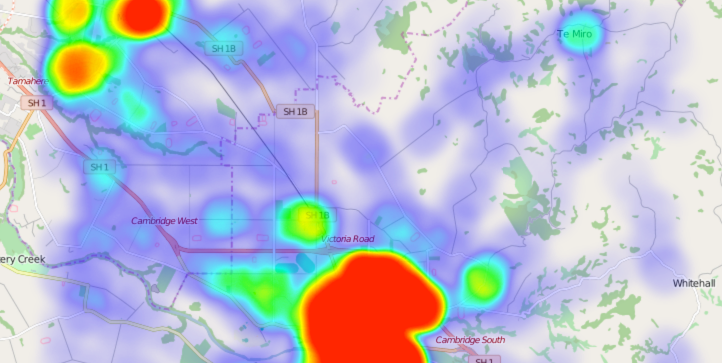 SH 1B
Te Miro
Tamahere
SH 1
SH 1B
SH 1
Cambridge West
SH 1B
Victoria Road
ery Creek
Whitehall
Cambridge South
SH 1